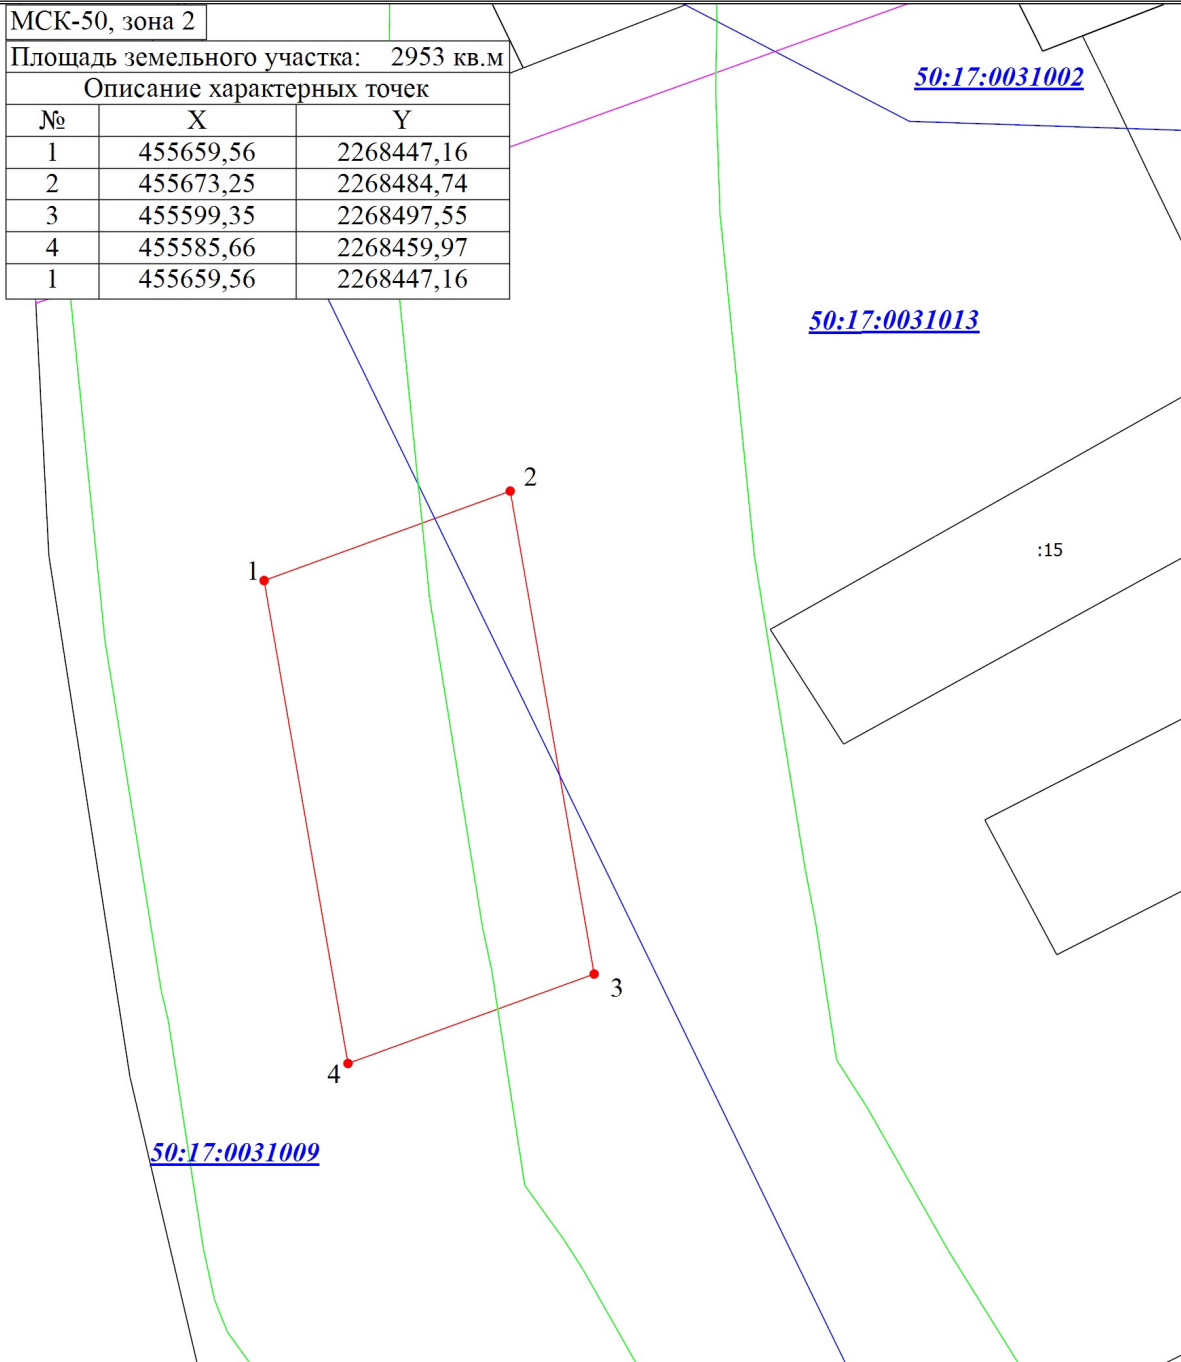 МСК-50, зона 2
Площадь земельного участка: 2953 кв.м
Описание характерных точек
№ X Y
1 455659,56 2268447,16
2 455673,25 2268484,74
3 455599,35 2268497,55
4 455585,66 2268459,97
1 455659,56 2268447,16
50:17:0031002
50:17:0031013
2
:15
1
3
4
50:17:0031009